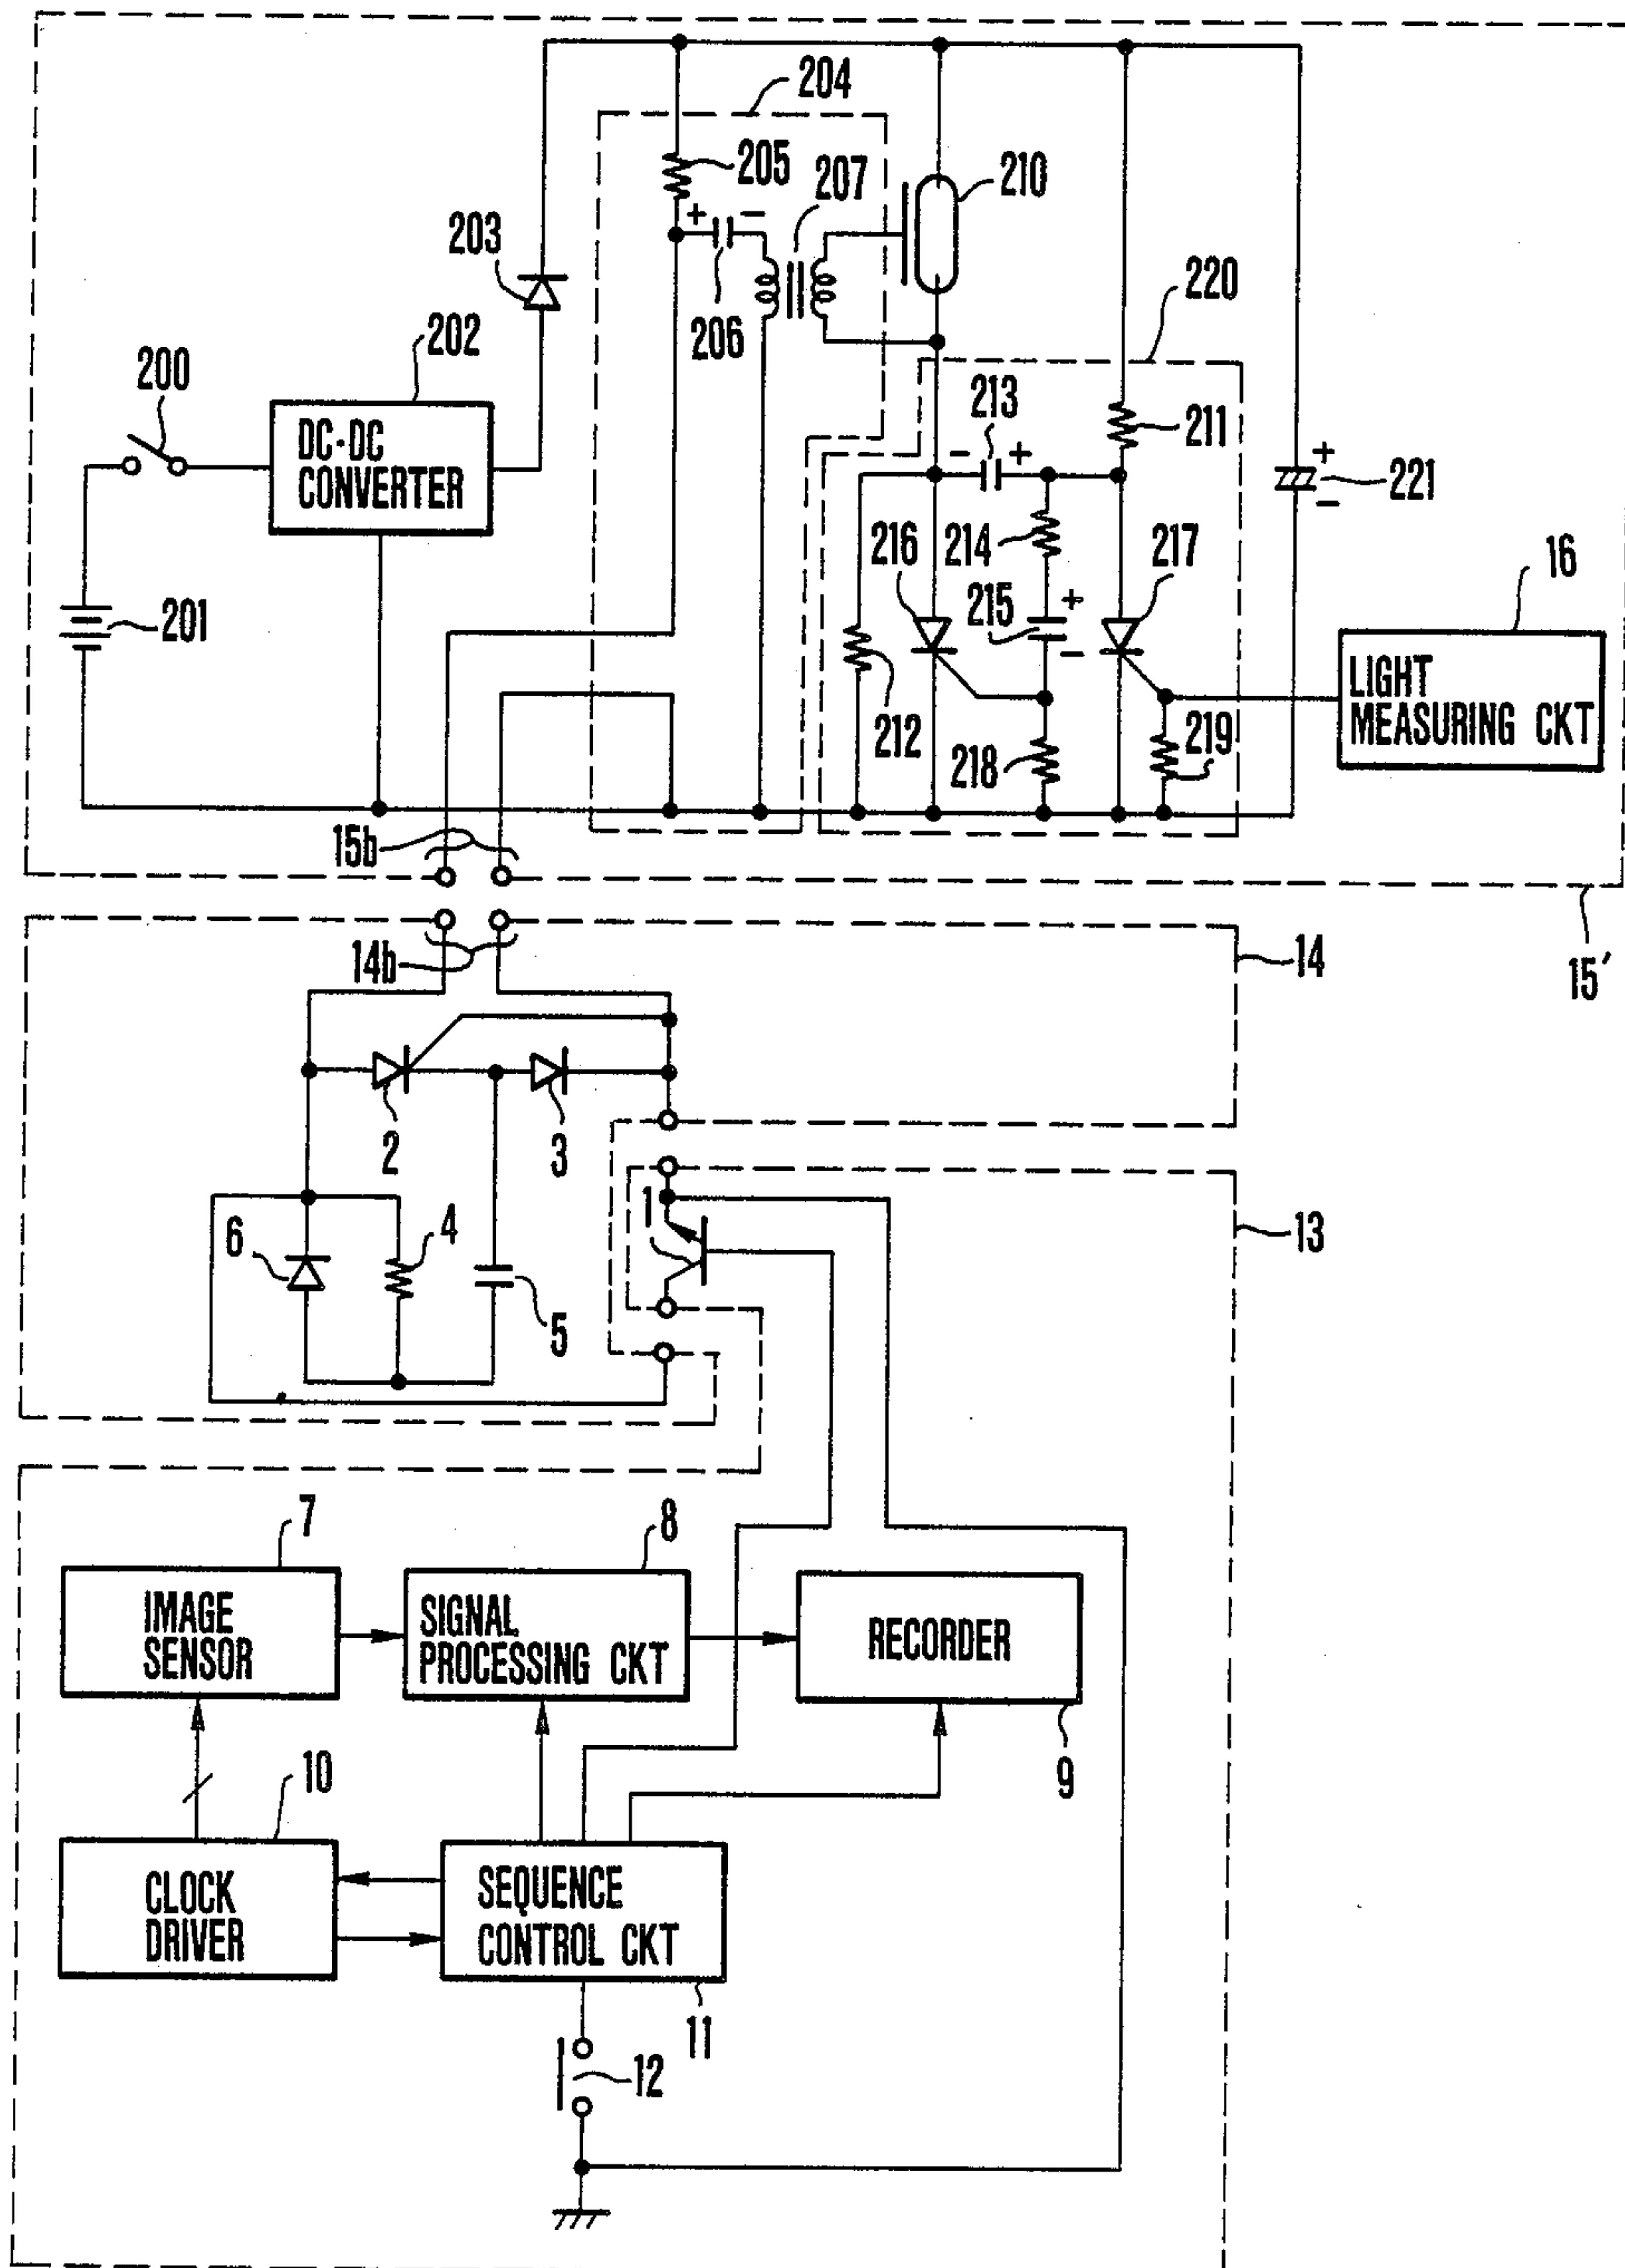 204
205
207
210
+ -
203
206
220
202
200
DC-DC
CONVERTER
213
211
- +
+
221
-
216
214
217
16
201
215
+
-
LIGHT
MEASURING CKT
212
218
219
15b
14b
14
15'
2
3
1
13
6
4
5
7
8
IMAGE
SENSOR
SIGNAL
PROCESSING CKT
RECORDER
10
9
CLOCK
DRIVER
SEQUENCE
CONTROL CKT
11
12